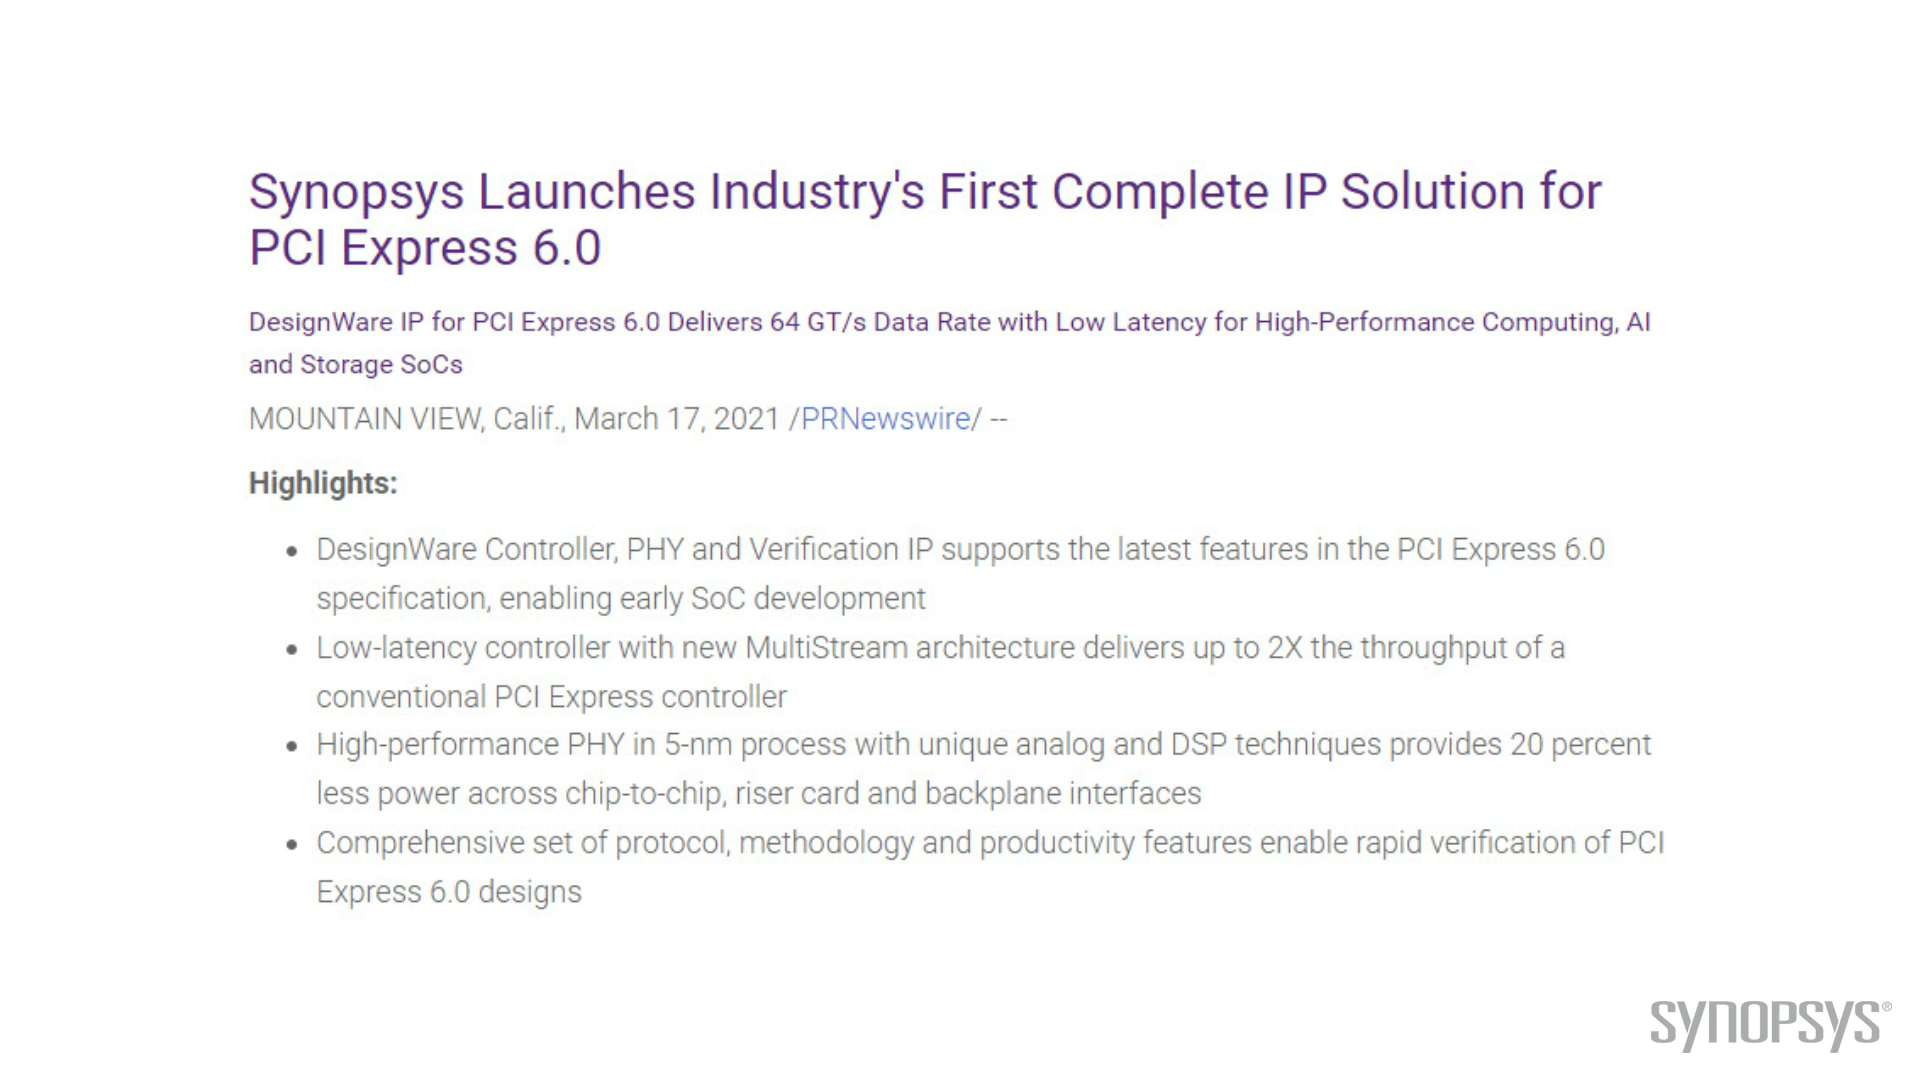 Synopsys Launches Industry's First Complete IP Solution for
PCI Express 6.0
DesignWare IP for PCI Express 6.0 Delivers 64 GT/s Data Rate with Low Latency for High-Performance Computing, AI
and Storage SoCs
MOUNTAIN VIEW, Calif., March 17, 2021 /PRNewswire/ --
Highlights:
• DesignWare Controller, PHY and Verification IP supports the latest features in the PCI Express 6.0
specification, enabling early SoC development
• Low-latency controller with new MultiStream architecture delivers up to 2X the throughput of a
conventional PCI Express controller
• High-performance PHY in 5-nm process with unique analog and DSP techniques provides 20 percent
less power across chip-to-chip, riser card and backplane interfaces
• Comprehensive set of protocol, methodology and productivity features enable rapid verification of PCI
Express 6.0 designs
SYNOPSYS®